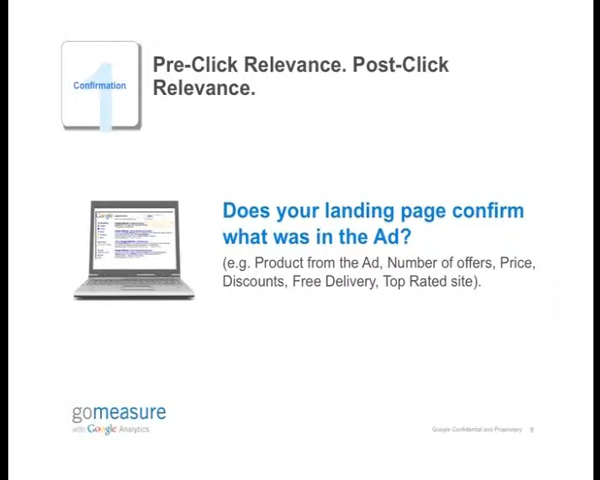 1
Confirmation
Pre-Click Relevance. Post-Click
Relevance.
Google
Does your landing page confirm
what was in the Ad?
(e.g. Product from the Ad, Number of offers, Price,
Discounts, Free Delivery, Top Rated site).
gomeasure
with Google Analytics
Google Confidential and Proprietary